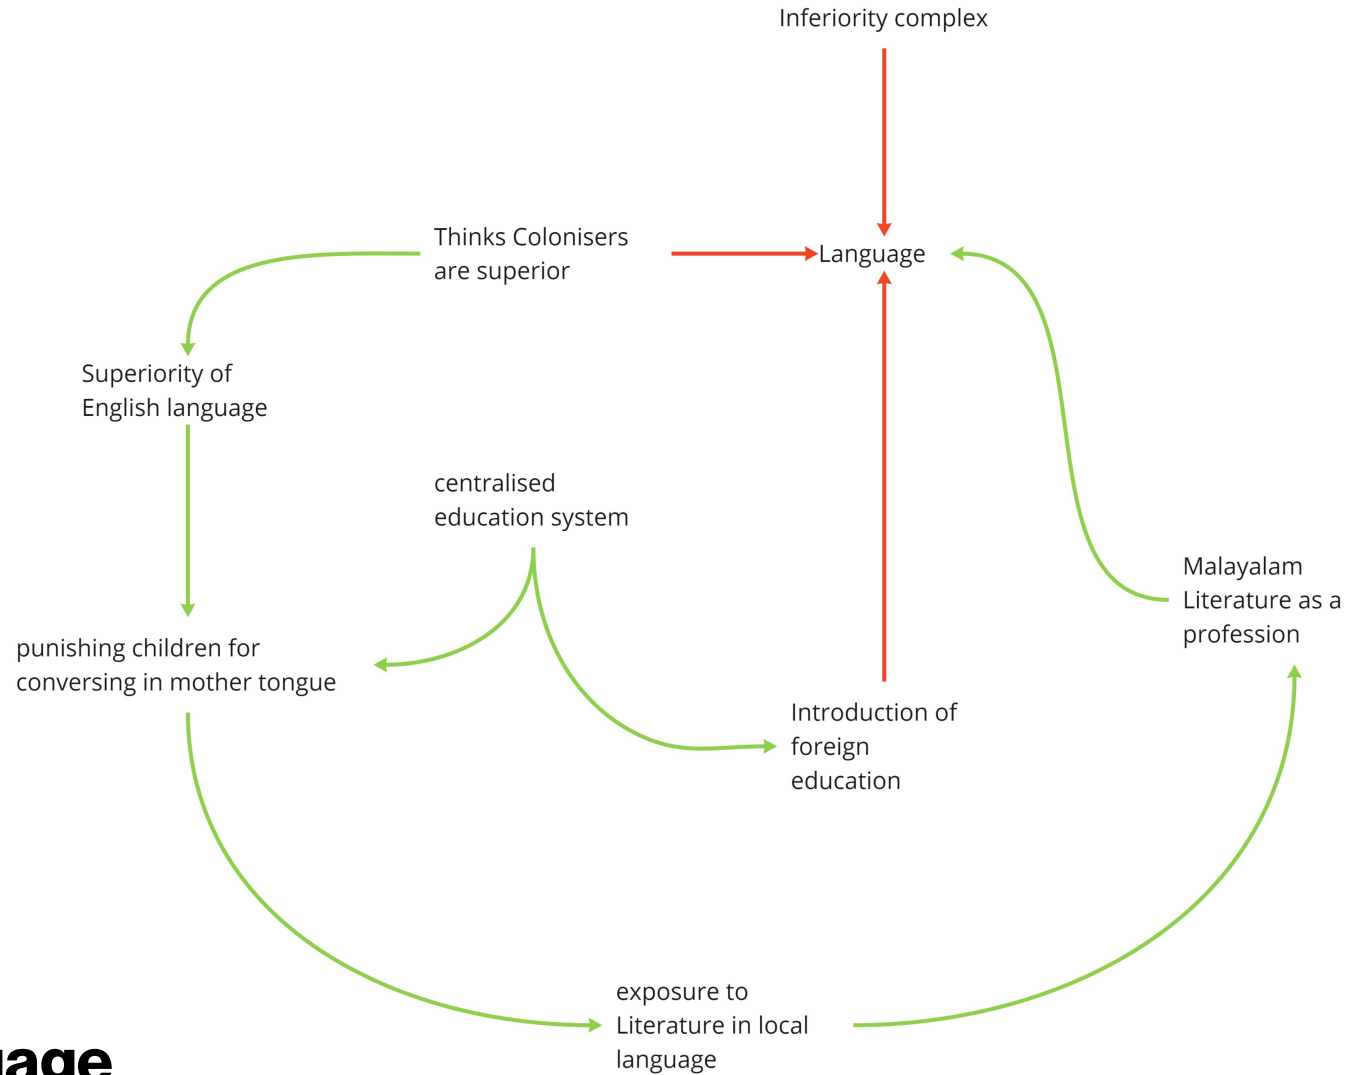 Inferiority complex
Thinks Colonisers
are superior
Language
Superiority of
English language
centralised
education system
Malayalam
Literature as a
profession
punishing children for
conversing in mother tongue
Introduction of
foreign
education
exposure to
Literature in local
language